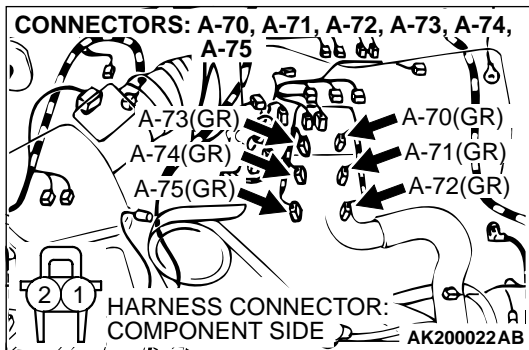 CONNECTORS: A-70, A-71, A-72, A-73, A-74,
A-75
A-73(GR)
A-70(GR)
A-74(GR)
A-71(GR)
A-75(GR)
A-72(GR)
2 1
HARNESS CONNECTOR:
COMPONENT SIDE
AK200022AB